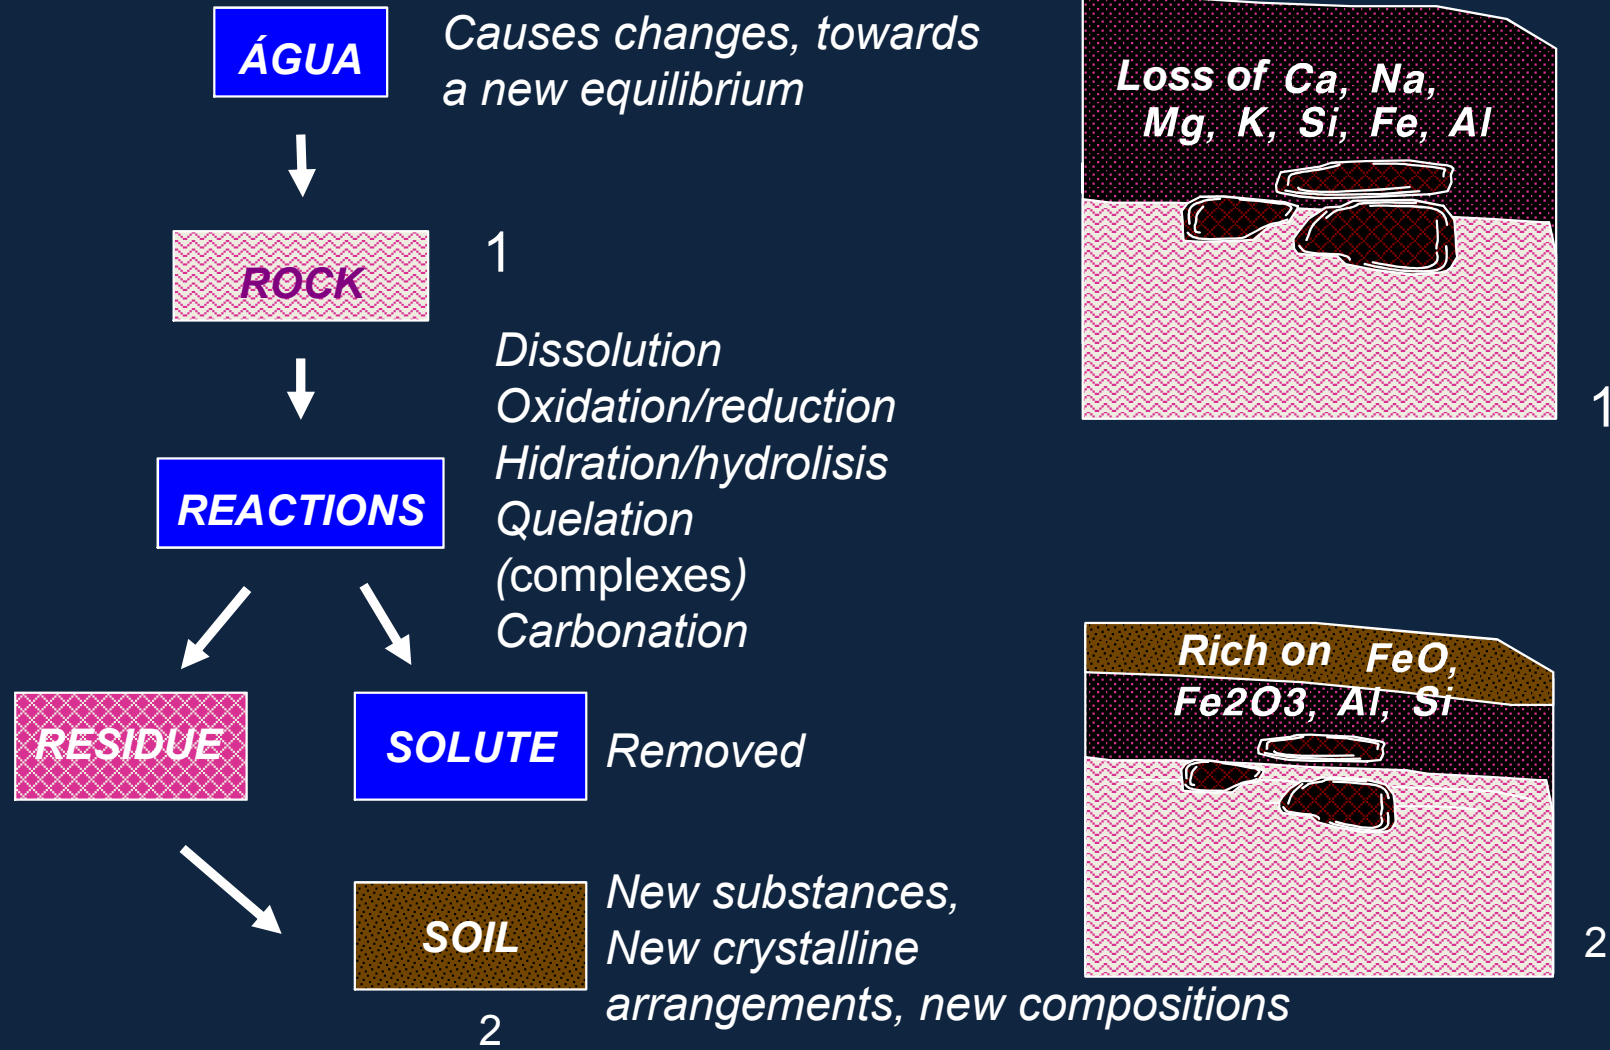 ÁGUA
Causes changes, towards
a new equilibrium
ROCK
1
REACTIONS
Dissolution
Oxidation/reduction
Hidration/hydrolisis
Quelation
(complexes)
Carbonation
RESIDUE
SOLUTE
Removed
SOIL
New substances,
New crystalline
arrangements, new compositions
2
Loss of Ca, Na,
Mg, K, Si, Fe, Al
1
Rich on FeO,
Fe2O3, Al, Si
2